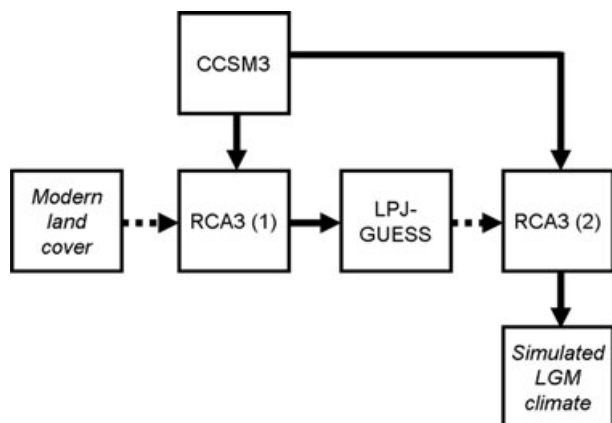 CCSM3
Modern
land
cover
RCA3 (1)
LPJ-
GUESS
RCA3 (2)
Simulated
LGM
climate